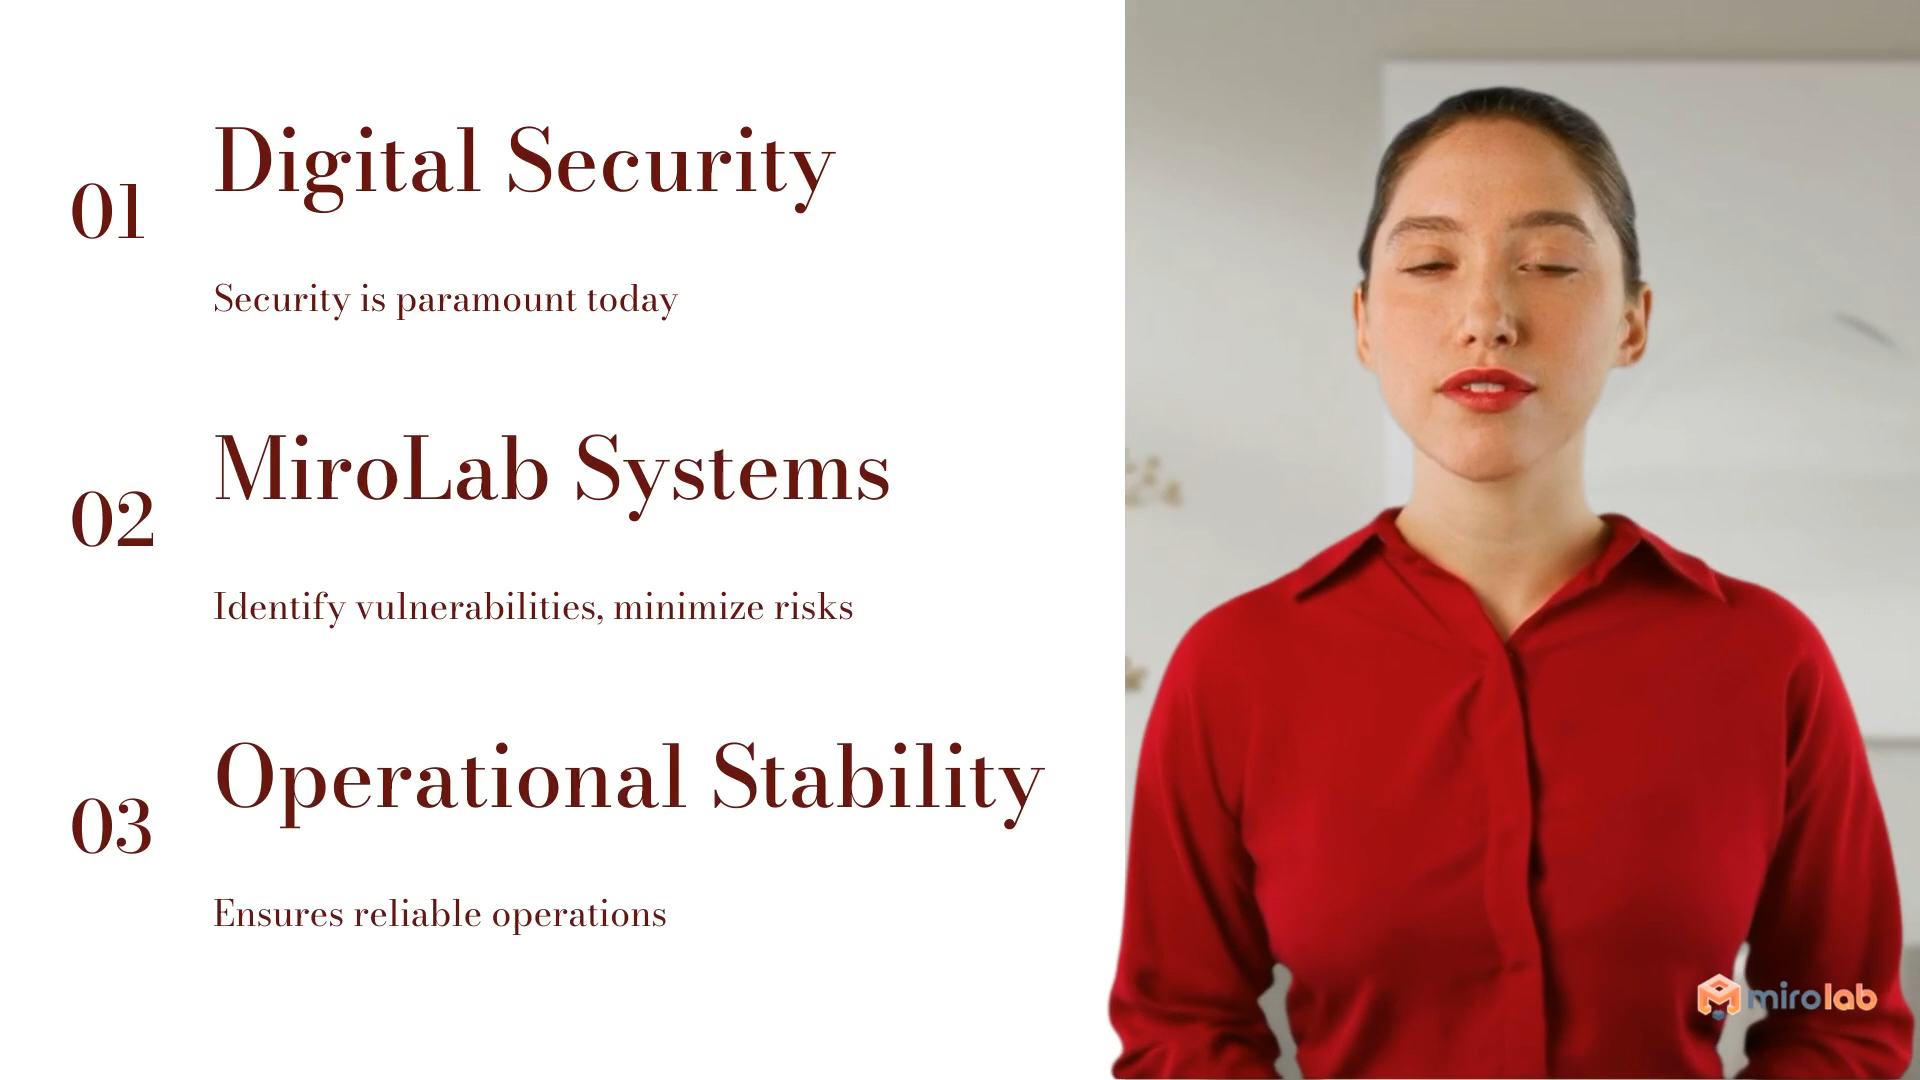 01
Digital Security
Security is paramount today
02
MiroLab Systems
Identify vulnerabilities, minimize risks
03
Operational Stability
Ensures reliable operations
mirolab